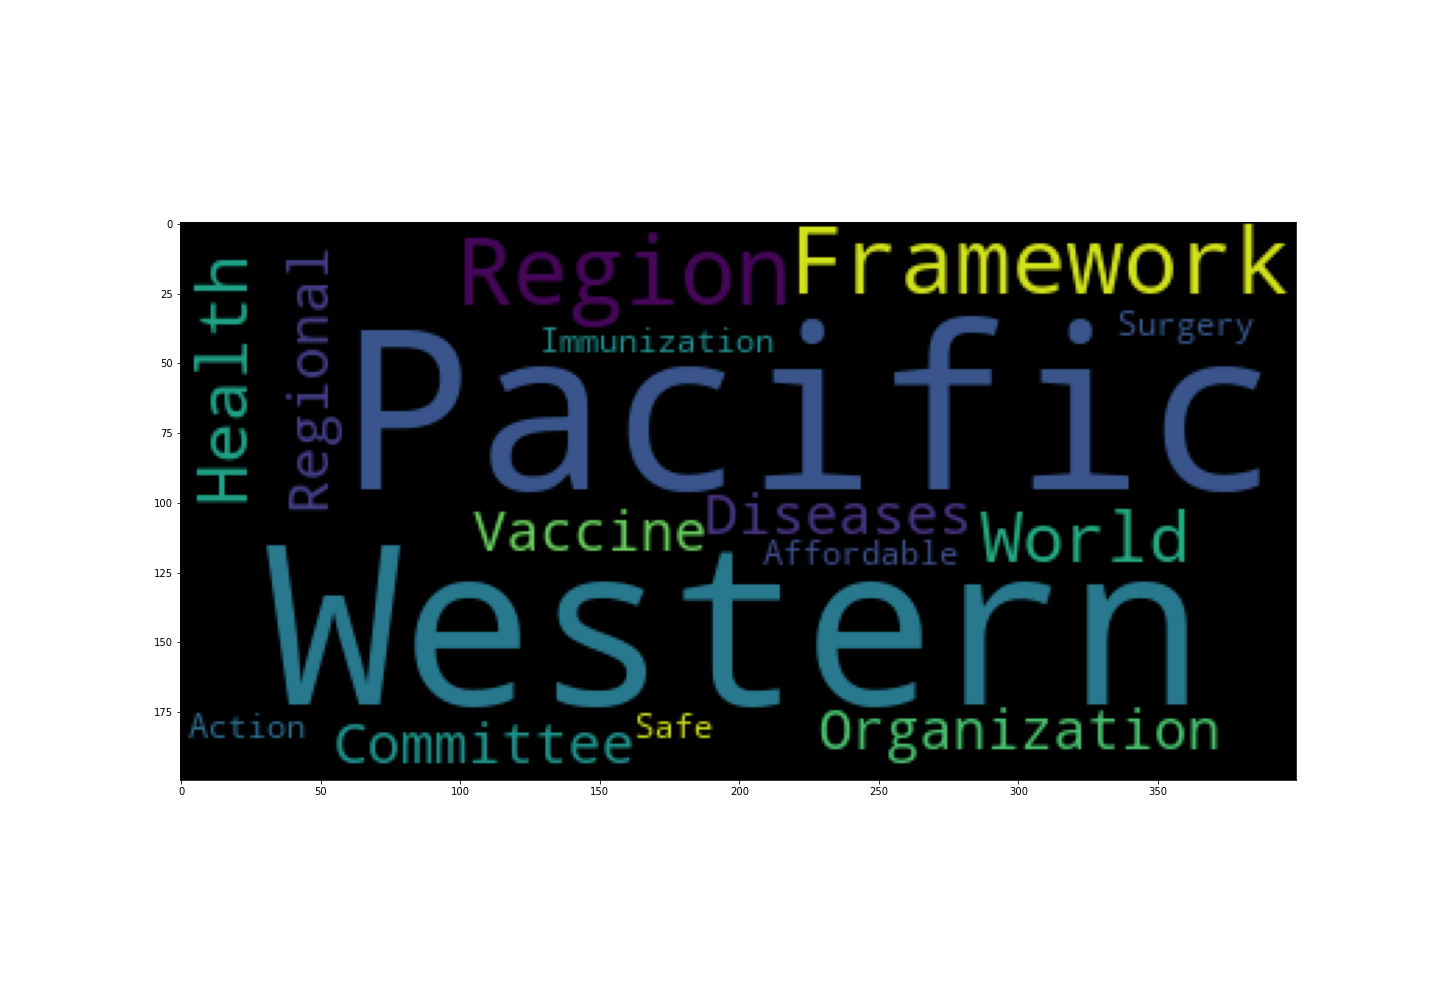 Health
Regional
Region
Framework
Immunization
Surgery
Pacific
Vaccine
Diseases
Affordable
World
Western
Action
Committee
Safe
Organization
0
25
50
75
100
125
150
175
0 50 100 150 200 250 300 350